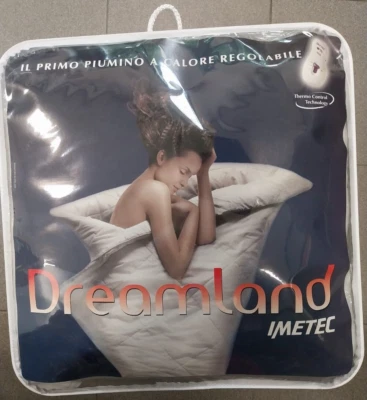 IL PRIMO PIUMINO A CALORE REGOLABILE
Thermo Control
Technology
Dreamland
IMETEC